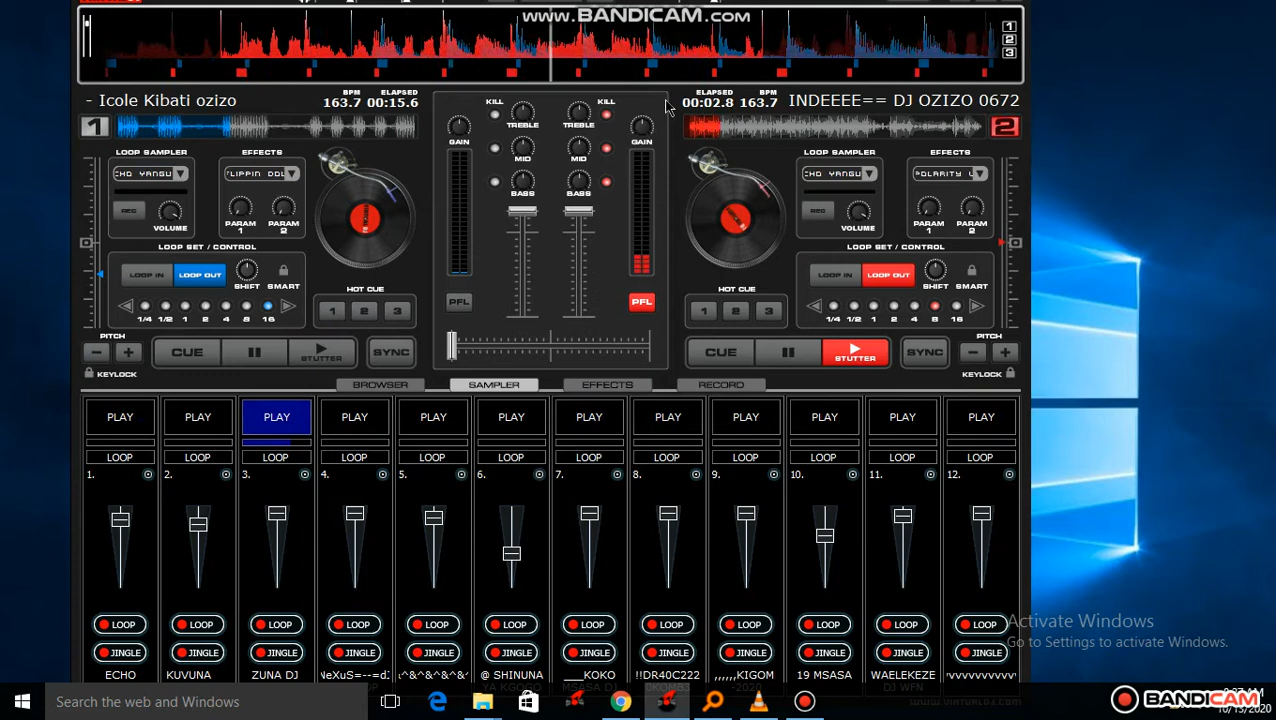 www.BANDICAM.com
1
2
3
- Icole Kibati ozizo
BPM
163.7
ELAPSED
00:15.6
ELAPSED
00:02.8
BPM
163.7
INDEEEE== DJ OZIZO 0672
KILL
KILL
TREBLE
TREBLE
GAIN
GAIN
MID
MID
BASS
BASS
1
2
LOOP SAMPLER
EFFECTS
REC
VOLUME
PARAM
1
PARAM
2
LOOP SET / CONTROL
LOOP IN
LOOP OUT
SHIFT
SMART
1/4 1/2 1 2 4 8 16
HOT CUE
1 2 3
PFL
PFL
LOOP SAMPLER
EFFECTS
REC
VOLUME
PARAM
1
PARAM
2
LOOP SET / CONTROL
LOOP IN
LOOP OUT
SHIFT
SMART
1/4 1/2 1 2 4 8 16
HOT CUE
1 2 3
PITCH
- +
KEYLOCK
CUE
STUTTER
SYNC
CUE
STUTTER
SYNC
PITCH
- +
KEYLOCK
BROWSER
SAMPLER
EFFECTS
RECORD
PLAY PLAY PLAY PLAY PLAY PLAY PLAY PLAY PLAY PLAY PLAY PLAY
LOOP LOOP LOOP LOOP LOOP LOOP LOOP LOOP LOOP LOOP LOOP LOOP
1. 2. 3. 4. 5. 6. 7. 8. 9. 10. 11. 12.
LOOP LOOP LOOP LOOP LOOP LOOP LOOP LOOP LOOP LOOP LOOP LOOP
JINGLE JINGLE JINGLE JINGLE JINGLE JINGLE JINGLE JINGLE JINGLE JINGLE JINGLE JINGLE
ECHO KUVUNA ZUNA DJ @ SHINUNA KOKO !!DR40C222 ,,,,,,KIGOM 19 MSASA WAELEKEZE
Activate Windows
Go to Settings to activate Windows.
Search the web and Windows
10/13/2020
BANDICAM